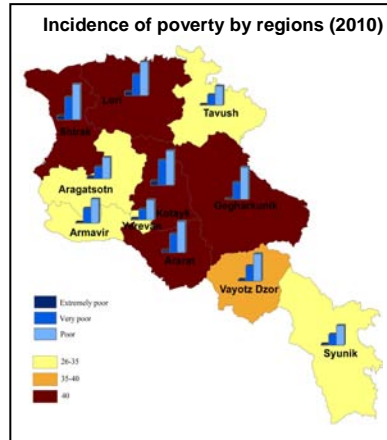 Incidence of poverty by regions (2010)
Lori
Shirak
Tavush
Aragatsotn
Kotayk
Gegharkunik
Yerevan
Armavir
Ararat
Vayotz Dzor
Syunik
Extremely poor
Very poor
Poor
26-35
35-40
40